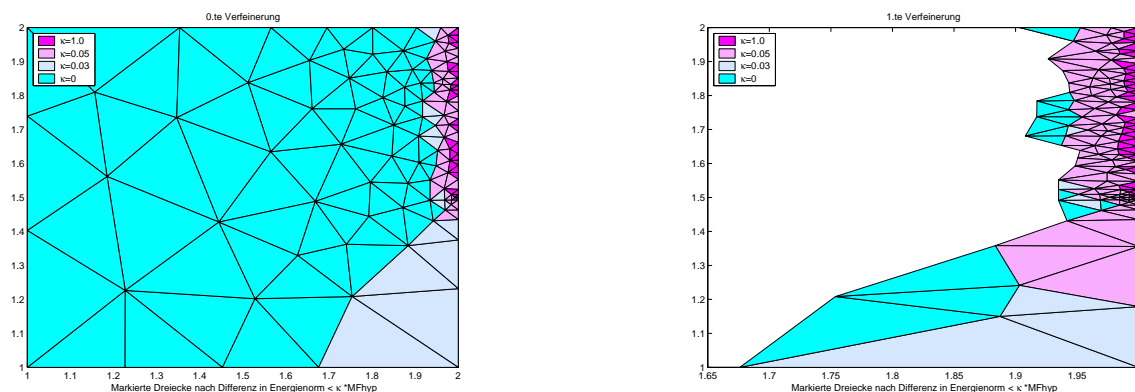 0.te Verfeinerung
2
1.9
1.8
1.7
1.6
1.5
1.4
1.3
1.2
1.1
1
κ=1.0
κ=0.05
κ=0.03
κ=0
1 1.1 1.2 1.3 1.4 1.5 1.6 1.7 1.8 1.9 2
Markierte Dreiecke nach Differenz in Energienorm < κ *MFhyp
1.te Verfeinerung
2
1.9
1.8
1.7
1.6
1.5
1.4
1.3
1.2
1.1
1
κ=1.0
κ=0.05
κ=0.03
κ=0
1.65 1.7 1.75 1.8 1.85 1.9 1.95
Markierte Dreiecke nach Differenz in Energienorm < κ *MFhyp